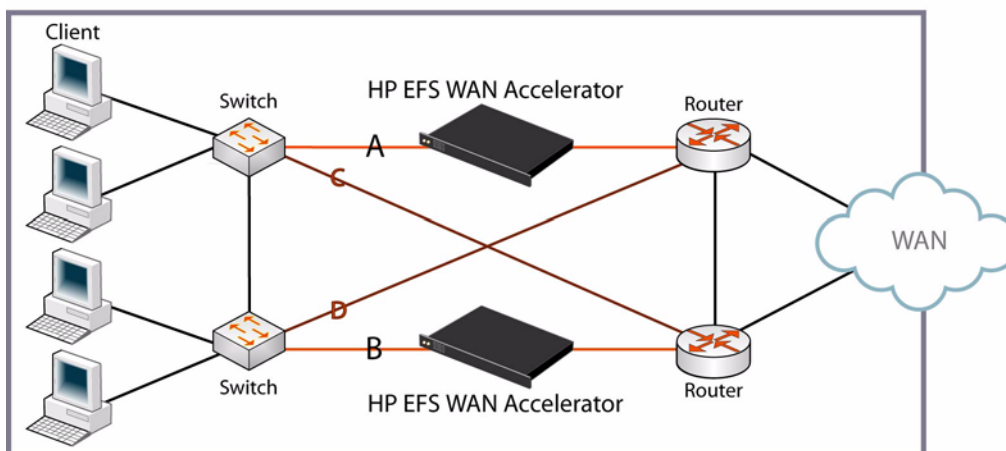 Client
HP EFS WAN Accelerator
Switch
Router
A
C
WAN
D
B
Switch
Router
HP EFS WAN Accelerator